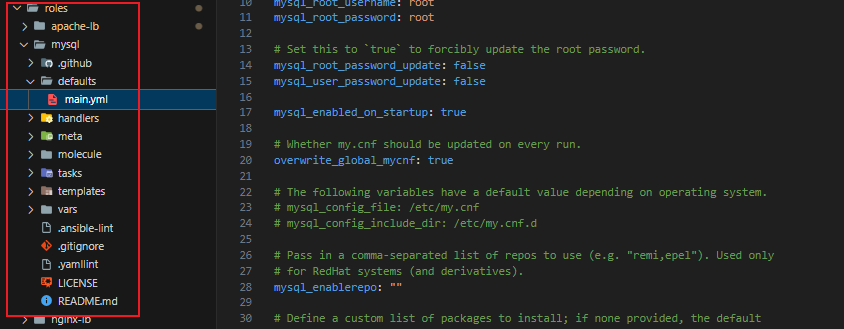 roles
apache-lb
mysql
.github
defaults
main.yml
handlers
meta
molecule
tasks
templates
vars
.ansible-lint
.gitignore
.yamllint
LICENSE
README.md
nginx-lb
10 mysql_root_username: root
11 mysql_root_password: root
12
13 # Set this to `true` to forcibly update the root password.
14 mysql_root_password_update: false
15 mysql_user_password_update: false
16
17 mysql_enabled_on_startup: true
18
19 # Whether my.cnf should be updated on every run.
20 overwrite_global_mycnf: true
21
22 # The following variables have a default value depending on operating system.
23 # mysql_config_file: /etc/my.cnf
24 # mysql_config_include_dir: /etc/my.cnf.d
25
26 # Pass in a comma-separated list of repos to use (e.g. "remi,epel"). Used only
27 # for RedHat systems (and derivatives).
28 mysql_enablerepo: ""
29
30 # Define a custom list of packages to install; if none provided, the default